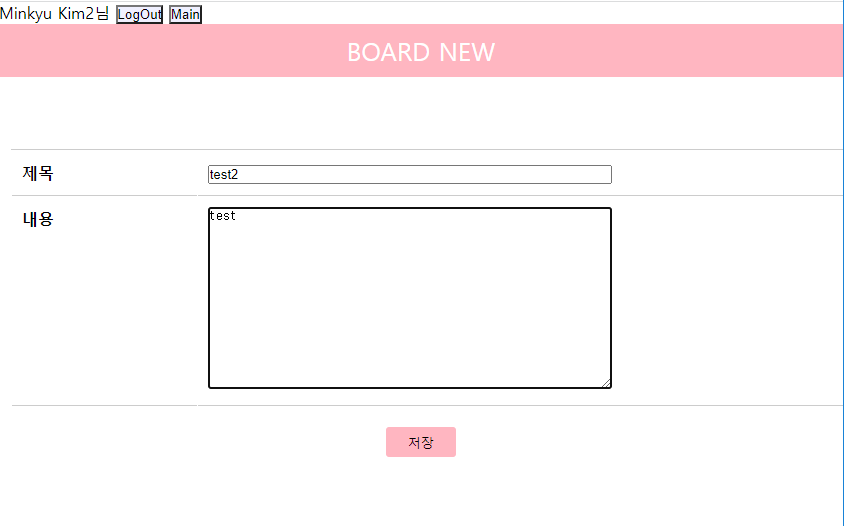 Minkyu Kim2님 LogOut Main
BOARD NEW
제목 test2
내용 test
저장